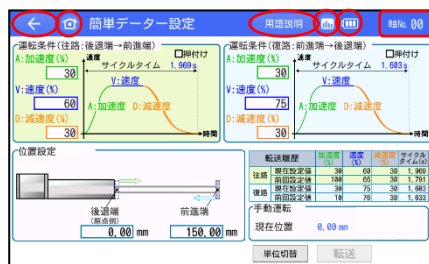 簡単データー設定
用語説明
軸No. 00
運転条件(往路:後退端→前進端)
A:加速度(%)
30
V:速度(%)
60
D:減速度(%)
30
速度
□押付け
サイクルタイム 1.969s
V:速度
A:加速度 D:減速度
時間
運転条件(復路:前進端→後退端)
A:加速度(%)
30
V:速度(%)
75
D:減速度(%)
30
速度
□押付け
サイクルタイム 1.603s
V:速度
A:加速度 D:減速度
時間
位置設定
後退端
(原点側)
0.00 mm
前進端
150.00 mm
転送履歴 加速度(%) 速度(%) 減速度(%) サイクルタイム(s)
往路 現在設定値 30 60 30 1.969
前回設定値 100 65 30 1.791
復路 現在設定値 30 75 30 1.603
前回設定値 10 75 30 1.633
手動運転
現在位置 0.00 mm
単位切替
転送